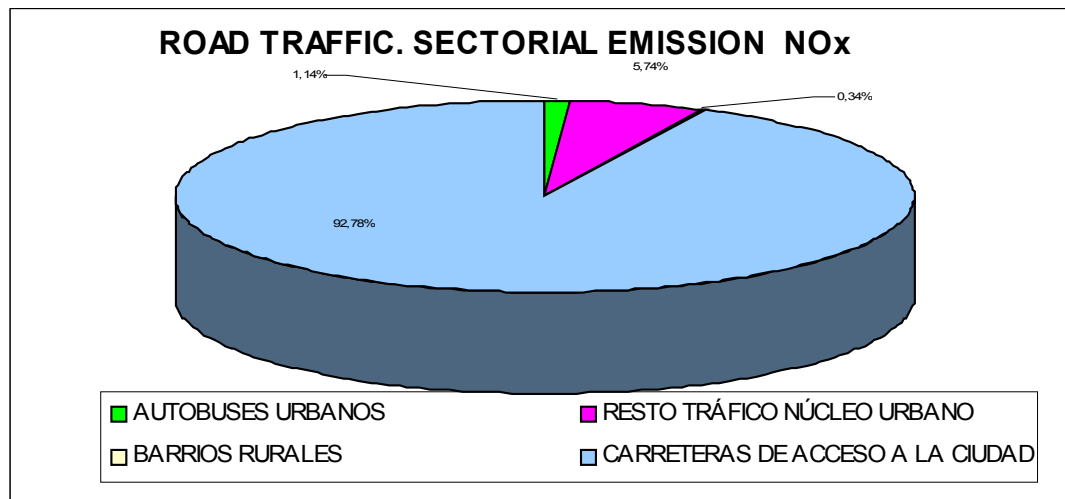 ROAD TRAFFIC. SECTORIAL EMISSION NOx
1,14%
5,74%
0,34%
92,78%
AUTOBUSES URBANOS
RESTO TRÁFICO NÚCLEO URBANO
BARRIOS RURALES
CARRETERAS DE ACCESO A LA CIUDAD